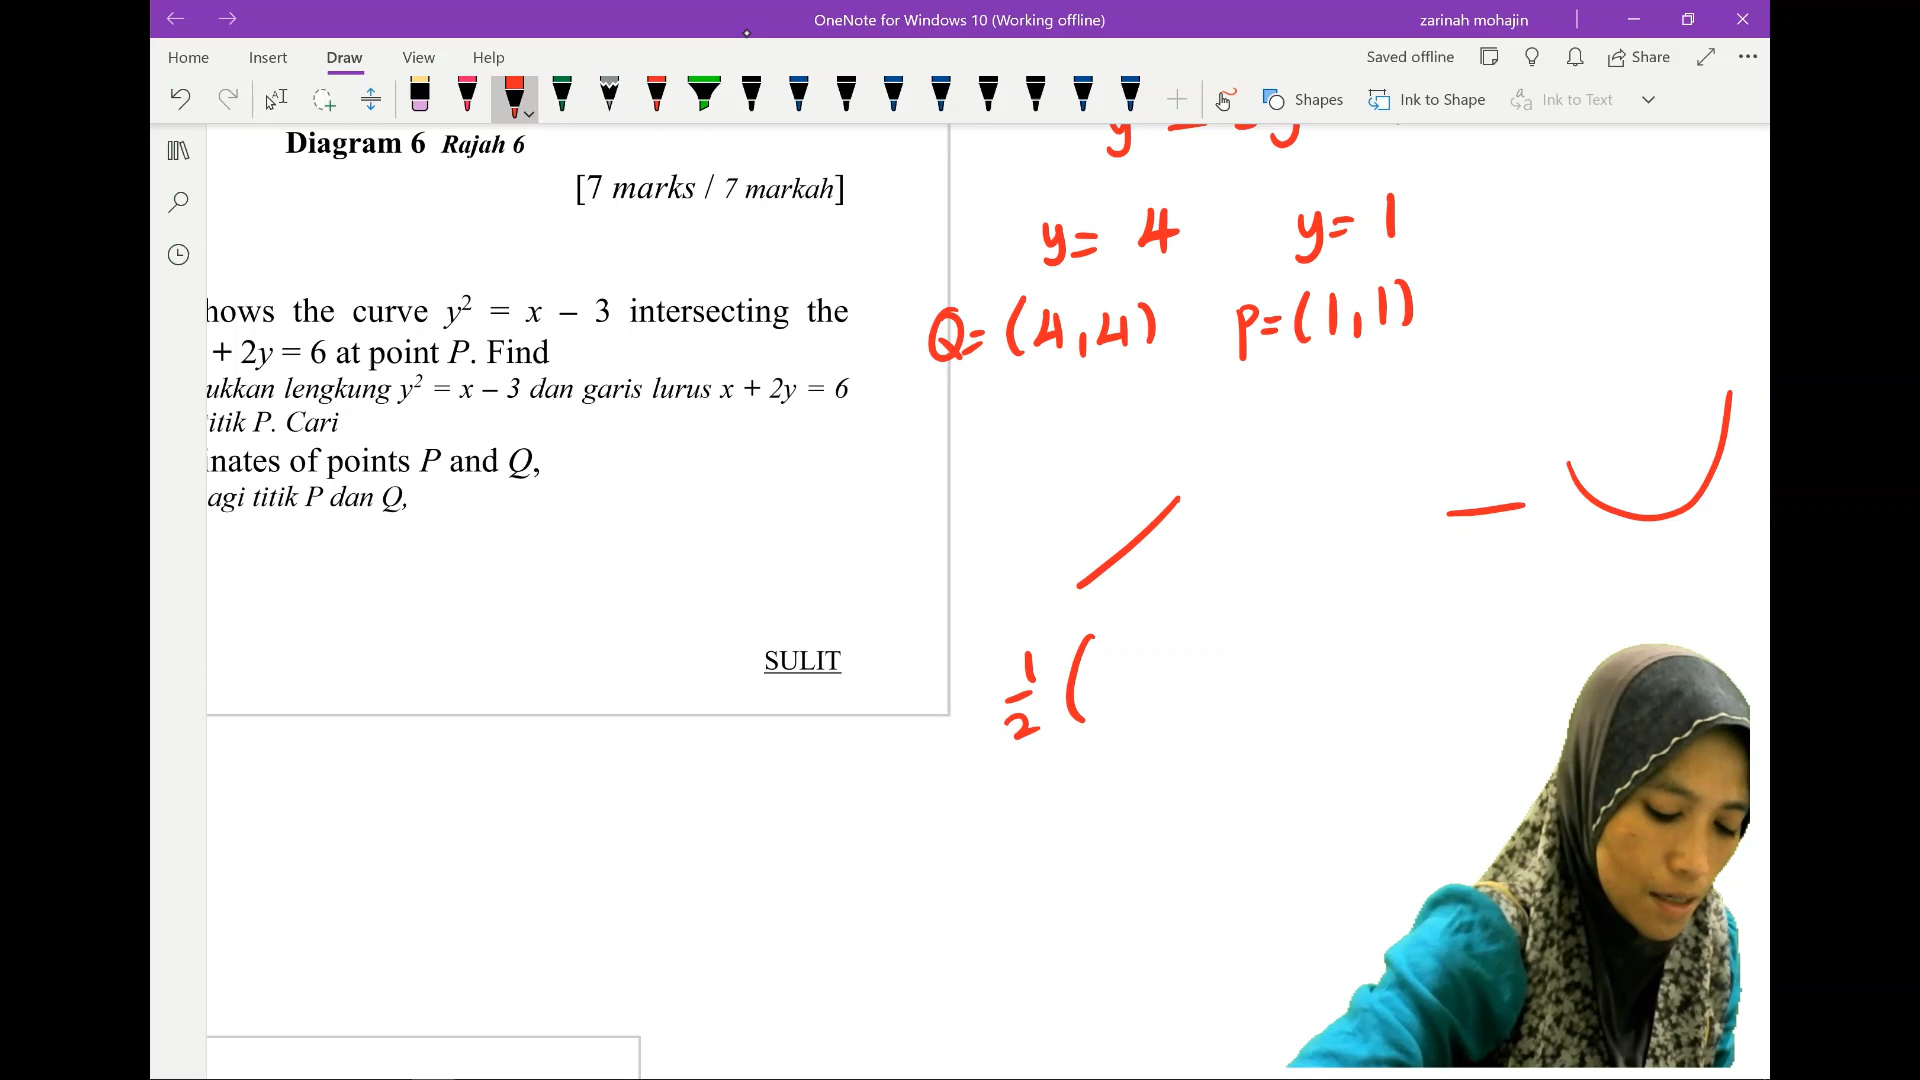 OneNote for Windows 10 (Working offline)
zarinah mohajin
Home Insert Draw View Help
Saved offline
Share
Shapes
Ink to Shape
Ink to Text
Diagram 6 Rajah 6
[7 marks / 7 markah]
hows the curve y² = x – 3 intersecting the
+ 2y = 6 at point P. Find
ukkan lengkung y² = x – 3 dan garis lurus x + 2y = 6
itik P. Cari
inates of points P and Q,
agi titik P dan Q,
SULIT
y = 4 y = 1
Q = (4,4) P = (1,1)
1/2 (